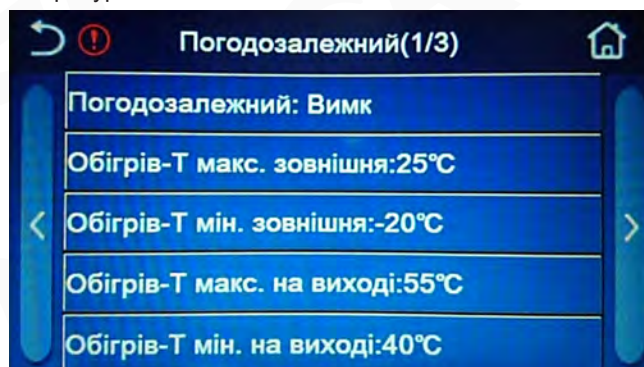 Погодозалежний(1/3)
Погодозалежний: Вимк
Обігрів-Т макс. зовнішня:25℃
Обігрів-Т мін. зовнішня:-20℃
Обігрів-Т макс. на виході:55℃
Обігрів-Т мін. на виході:40℃